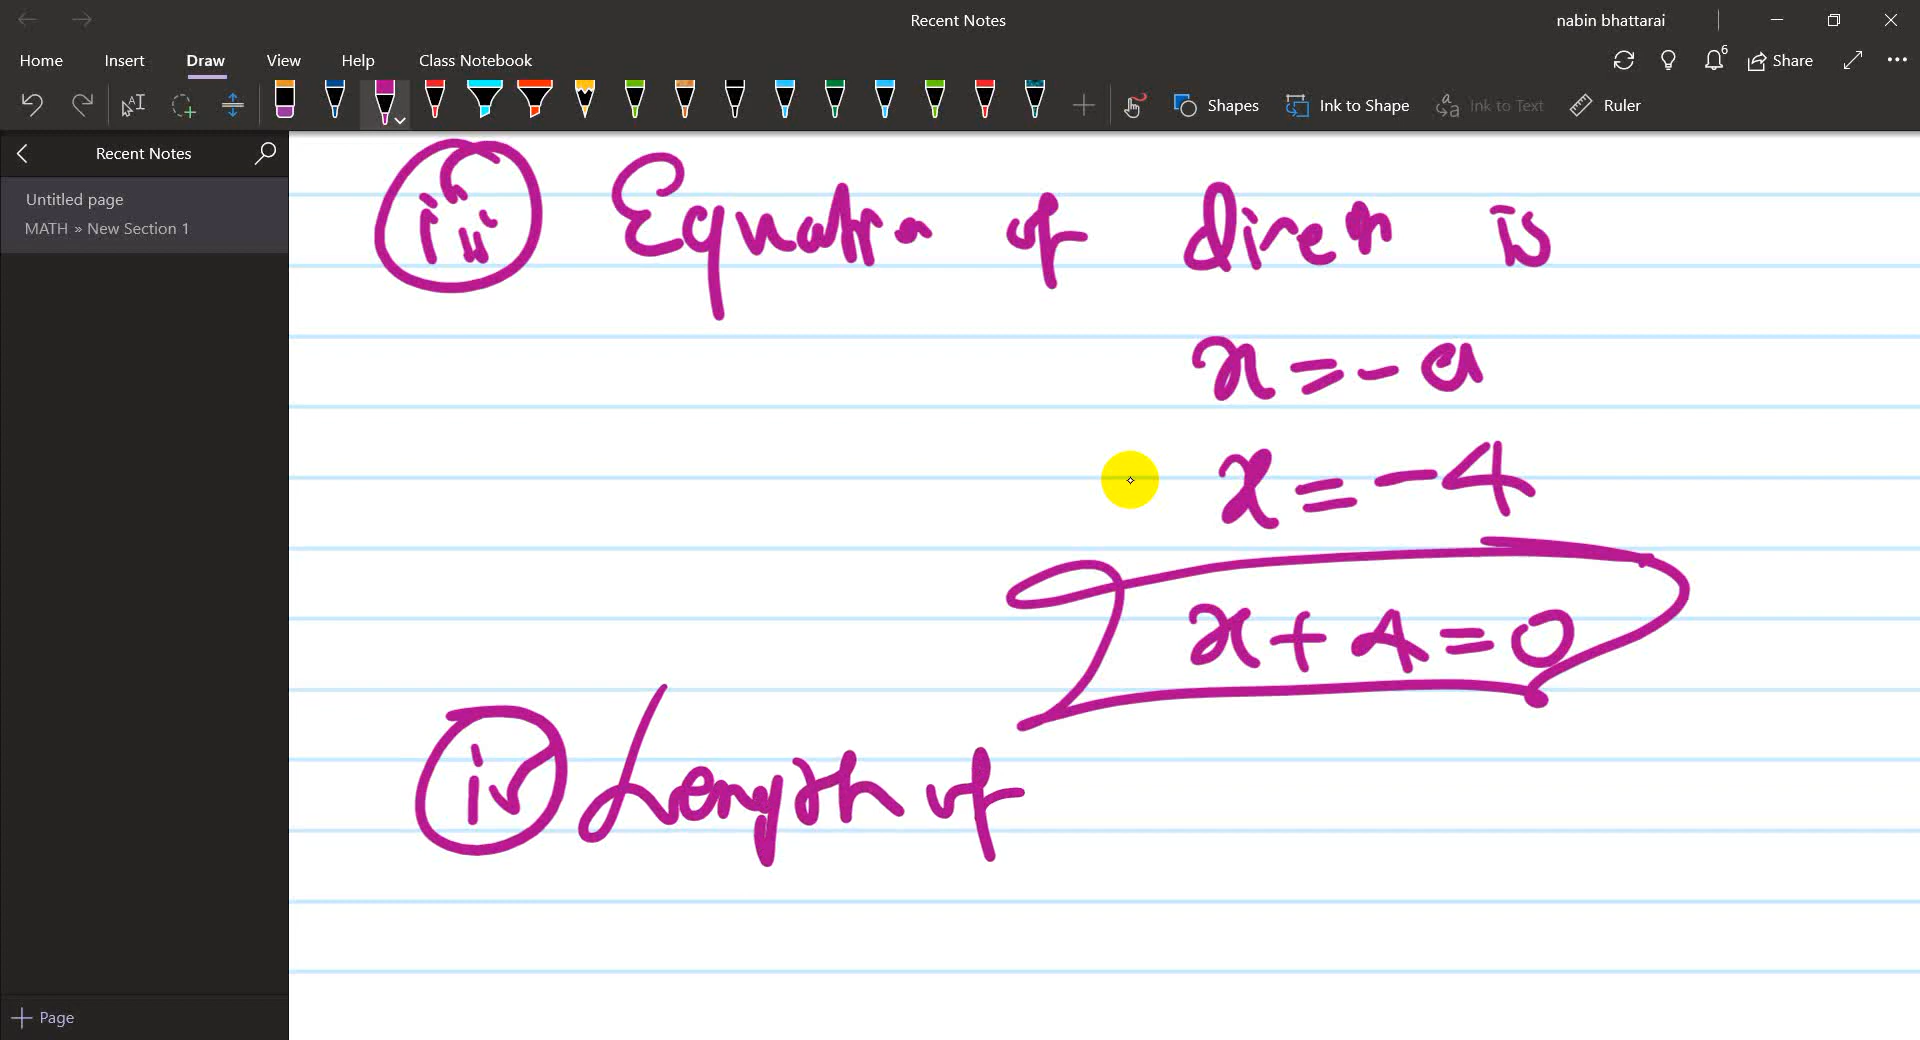 Recent Notes
nabin bhattarai
Home Insert Draw View Help Class Notebook
6
Share
Shapes Ink to Shape Ink to Text Ruler
Recent Notes
Untitled page
MATH » New Section 1
iii Equation of diren is
x = - a
x = - 4
x + 4 = 0
iv Length of
Page